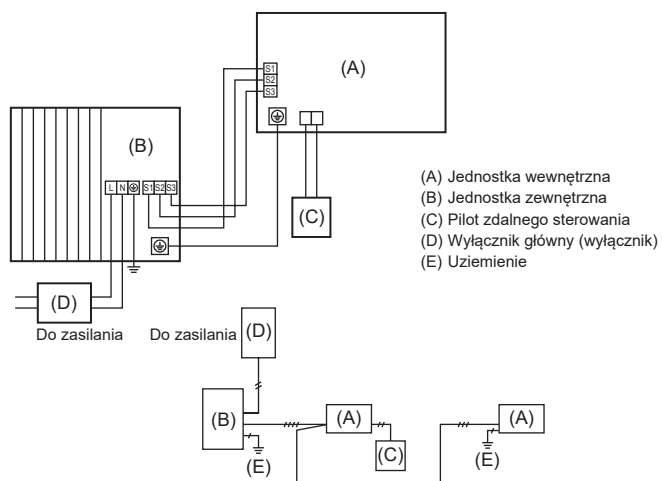 (A)
S1
S2
S3
(B)
L N S1 S2 S3
(C)
(D)
Do zasilania
(A) Jednostka wewnętrzna
(B) Jednostka zewnętrzna
(C) Pilot zdalnego sterowania
(D) Wyłącznik główny (wyłącznik)
(E) Uziemienie
Do zasilania (D)
(B)
(A)
(A)
(E)
(C)
(E)